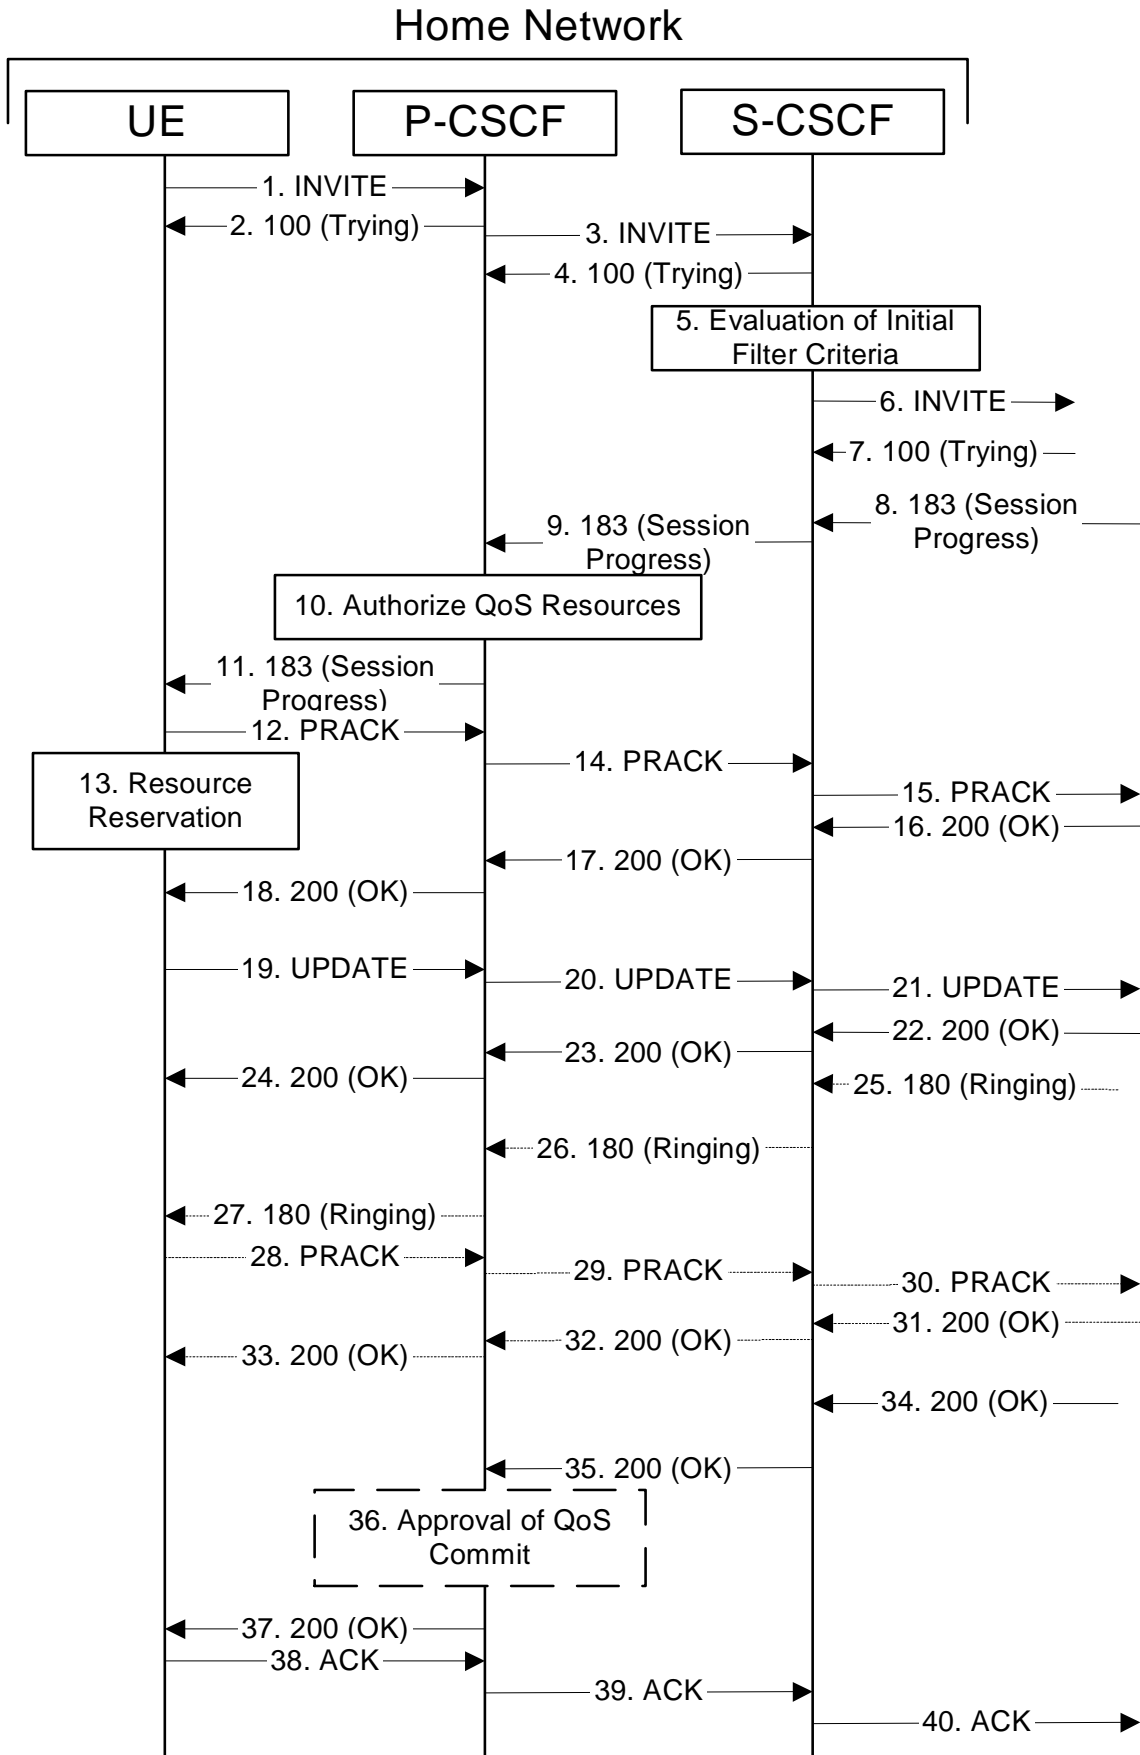 Home Network
UE
P-CSCF
S-CSCF
1. INVITE
2. 100 (Trying)
3. INVITE
4. 100 (Trying)
5. Evaluation of Initial
Filter Criteria
6. INVITE
7. 100 (Trying)
8. 183 (Session
Progress)
9. 183 (Session
Progress)
10. Authorize QoS Resources
11. 183 (Session
Progress)
12. PRACK
13. Resource
Reservation
14. PRACK
15. PRACK
16. 200 (OK)
17. 200 (OK)
18. 200 (OK)
19. UPDATE
20. UPDATE
21. UPDATE
22. 200 (OK)
23. 200 (OK)
24. 200 (OK)
25. 180 (Ringing)
26. 180 (Ringing)
27. 180 (Ringing)
28. PRACK
29. PRACK
30. PRACK
31. 200 (OK)
32. 200 (OK)
33. 200 (OK)
34. 200 (OK)
35. 200 (OK)
36. Approval of QoS
Commit
37. 200 (OK)
38. ACK
39. ACK
40. ACK